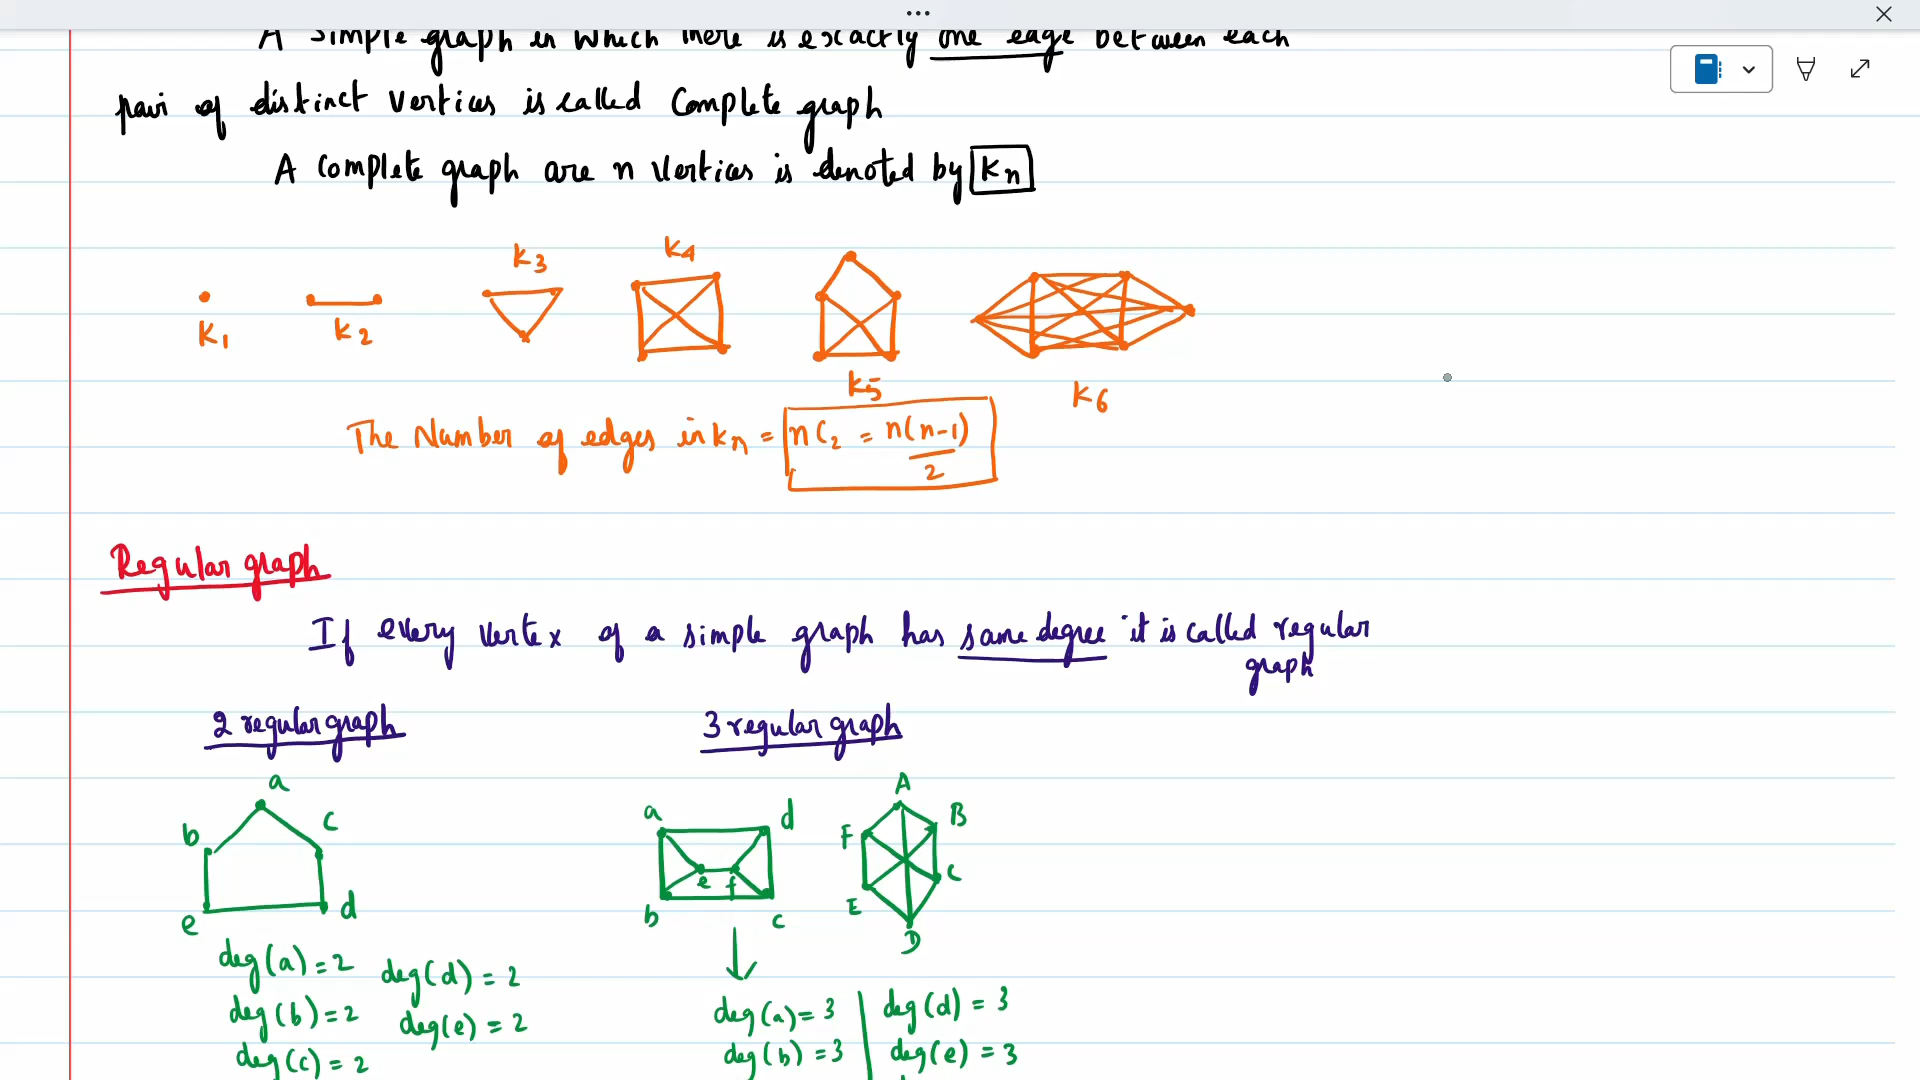 A simple graph in which there is exactly one edge between each
pair of distinct vertices is called Complete graph
A complete graph are n vertices is denoted by Kn
K1
K2
K3
K4
K5
K6
The Number of edges in Kn = nC2 = n(n-1)/2
Regular graph
If every vertex of a simple graph has same degree it is called regular
graph
2 regular graph
3 regular graph
a
b
c
e
d
a
d
e
f
b
c
A
B
F
C
E
D
deg(a) = 2
deg(d) = 2
deg(b) = 2
deg(e) = 2
deg(c) = 2
deg(a) = 3
deg(d) = 3
deg(b) = 3
deg(e) = 3